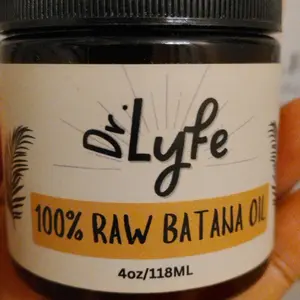 Dr. Lyfe
100% RAW BATANA OIL
4oz/118ML